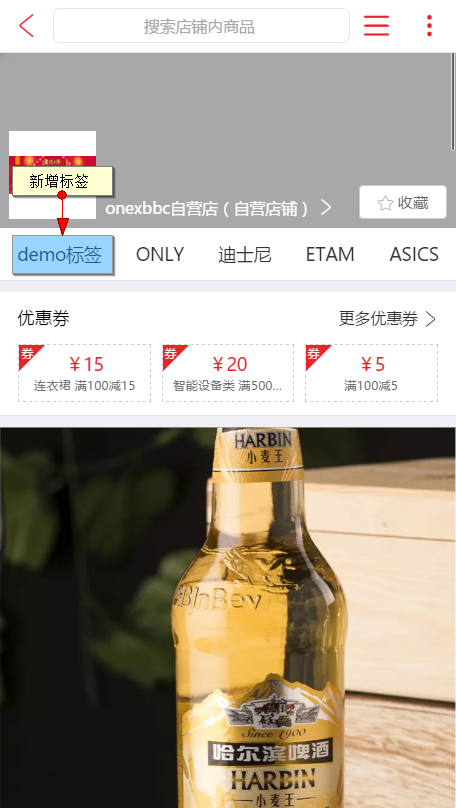 搜索店铺内商品
新增标签
onexbbc自营店（自营店铺）
收藏
demo标签 ONLY 迪士尼 ETAM ASICS
优惠券 更多优惠券
券 券 券
￥15 ￥20 ￥5
连衣裙 满100减15 智能设备类 满500...满100减5
HARBIN
小麦王
ABInBev
Since 1900
哈尔滨啤酒
HARBIN
小麦王